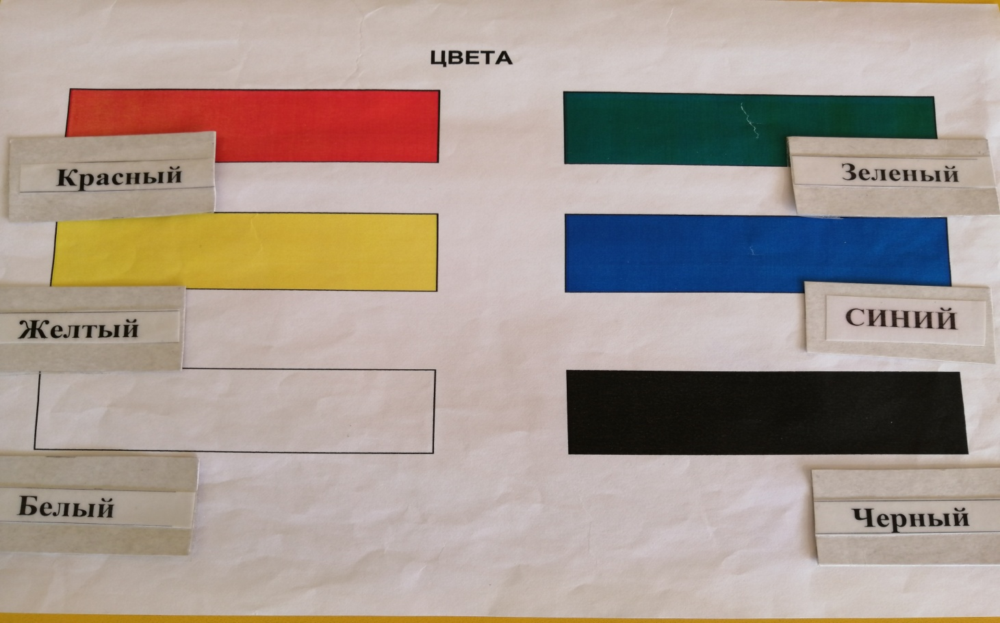 ЦВЕТА
Красный
Зеленый
Желтый
СИНИЙ
Белый
Черный